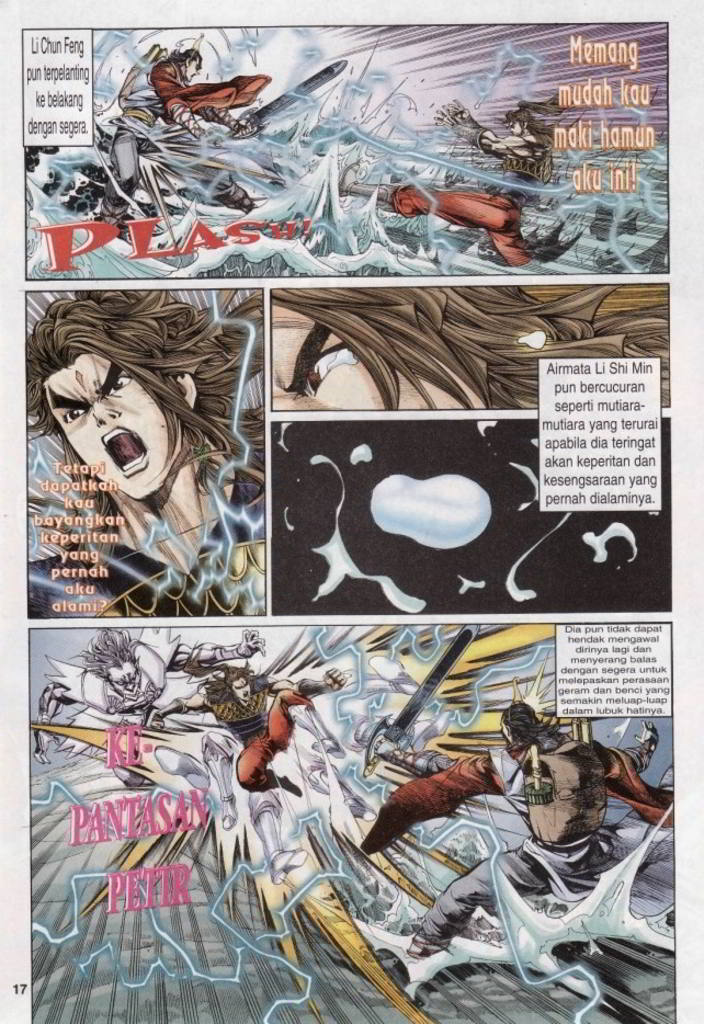 Li Chun Feng
pun terpelanting
ke belakang
dengan segera.
Memang
mudah kau
maki hamun
aku ini!
PLASH!
Tetapi
dapatkah
kau
bayangkan
keperitan
yang
pernah
aku
alami?
Airmata Li Shi Min
pun bercucuran
seperti mutiara-
mutiara yang terurai
apabila dia teringat
akan keperitan dan
kesengsaraan yang
pernah dialaminya.
Dia pun tidak dapat
hendak mengawal
dirinya lagi dan
menyerang balas
dengan segera untuk
melepaskan perasaan
geram dan benci yang
semakin meluap-luap
dalam lubuk hatinya.
KE-
PANTASAN
PETIR
17